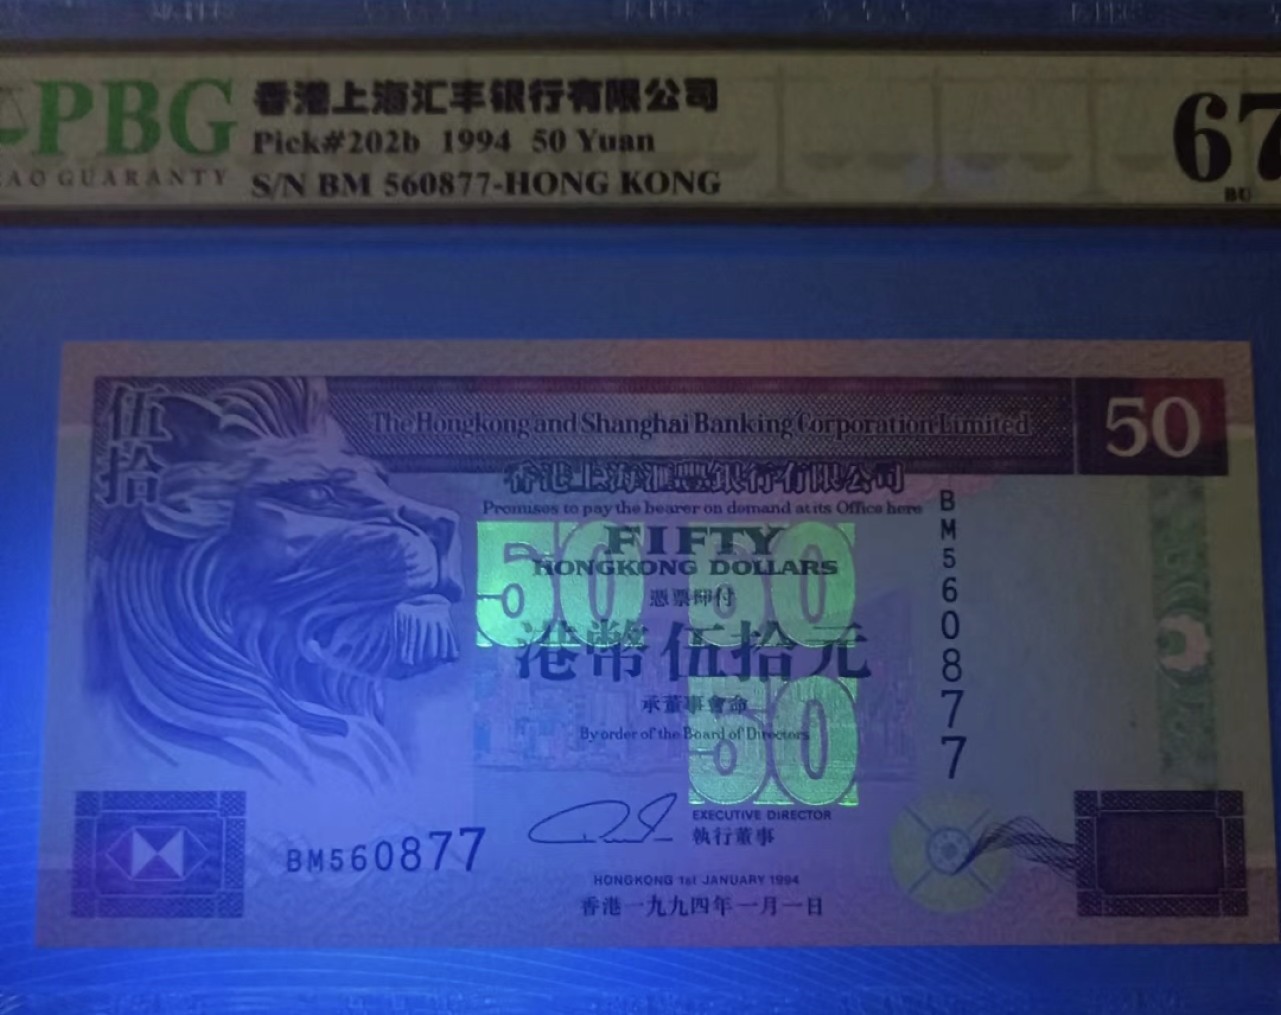 PBG
GUARANTY
香港上海汇丰银行有限公司
Pick#202b 1994 50 Yuan
S/N BM 560877-HONG KONG
67
BU
伍拾
The Hongkong and Shanghai Banking Corporation Limited
50
香港上海滙豐銀行有限公司
Promises to pay the bearer on demand at its Office here
BM560877
50 50
FIFTY
HONGKONG DOLLARS
憑票即付
港幣伍拾元
承董事會命
By order of the Board of Directors
50
EXECUTIVE DIRECTOR
執行董事
BM560877
HONGKONG 1st JANUARY 1994
香港一九九四年一月一日